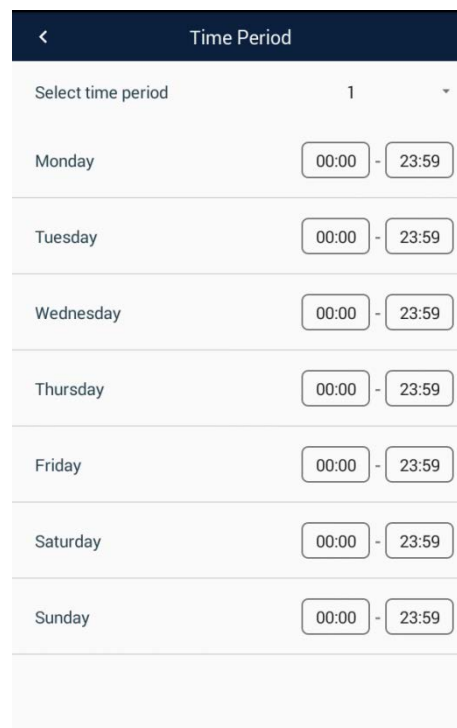 Time Period
Select time period 1
Monday 00:00 - 23:59
Tuesday 00:00 - 23:59
Wednesday 00:00 - 23:59
Thursday 00:00 - 23:59
Friday 00:00 - 23:59
Saturday 00:00 - 23:59
Sunday 00:00 - 23:59